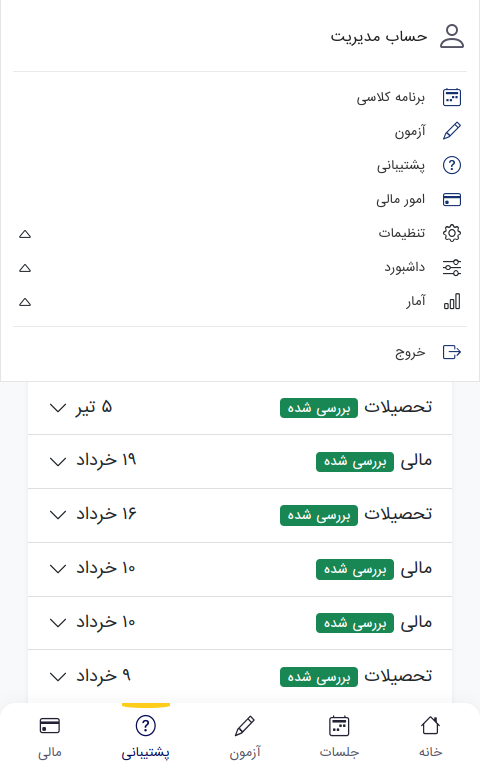 حساب مدیریت
برنامه کلاسی
آزمون
پشتیبانی
امور مالی
تنظیمات
داشبورد
آمار
خروج
تحصیلات بررسی شده ۵ تیر
مالی بررسی شده ۱۹ خرداد
تحصیلات بررسی شده ۱۶ خرداد
مالی بررسی شده ۱۰ خرداد
مالی بررسی شده ۱۰ خرداد
تحصیلات بررسی شده ۹ خرداد
خانه جلسات آزمون پشتیبانی مالی